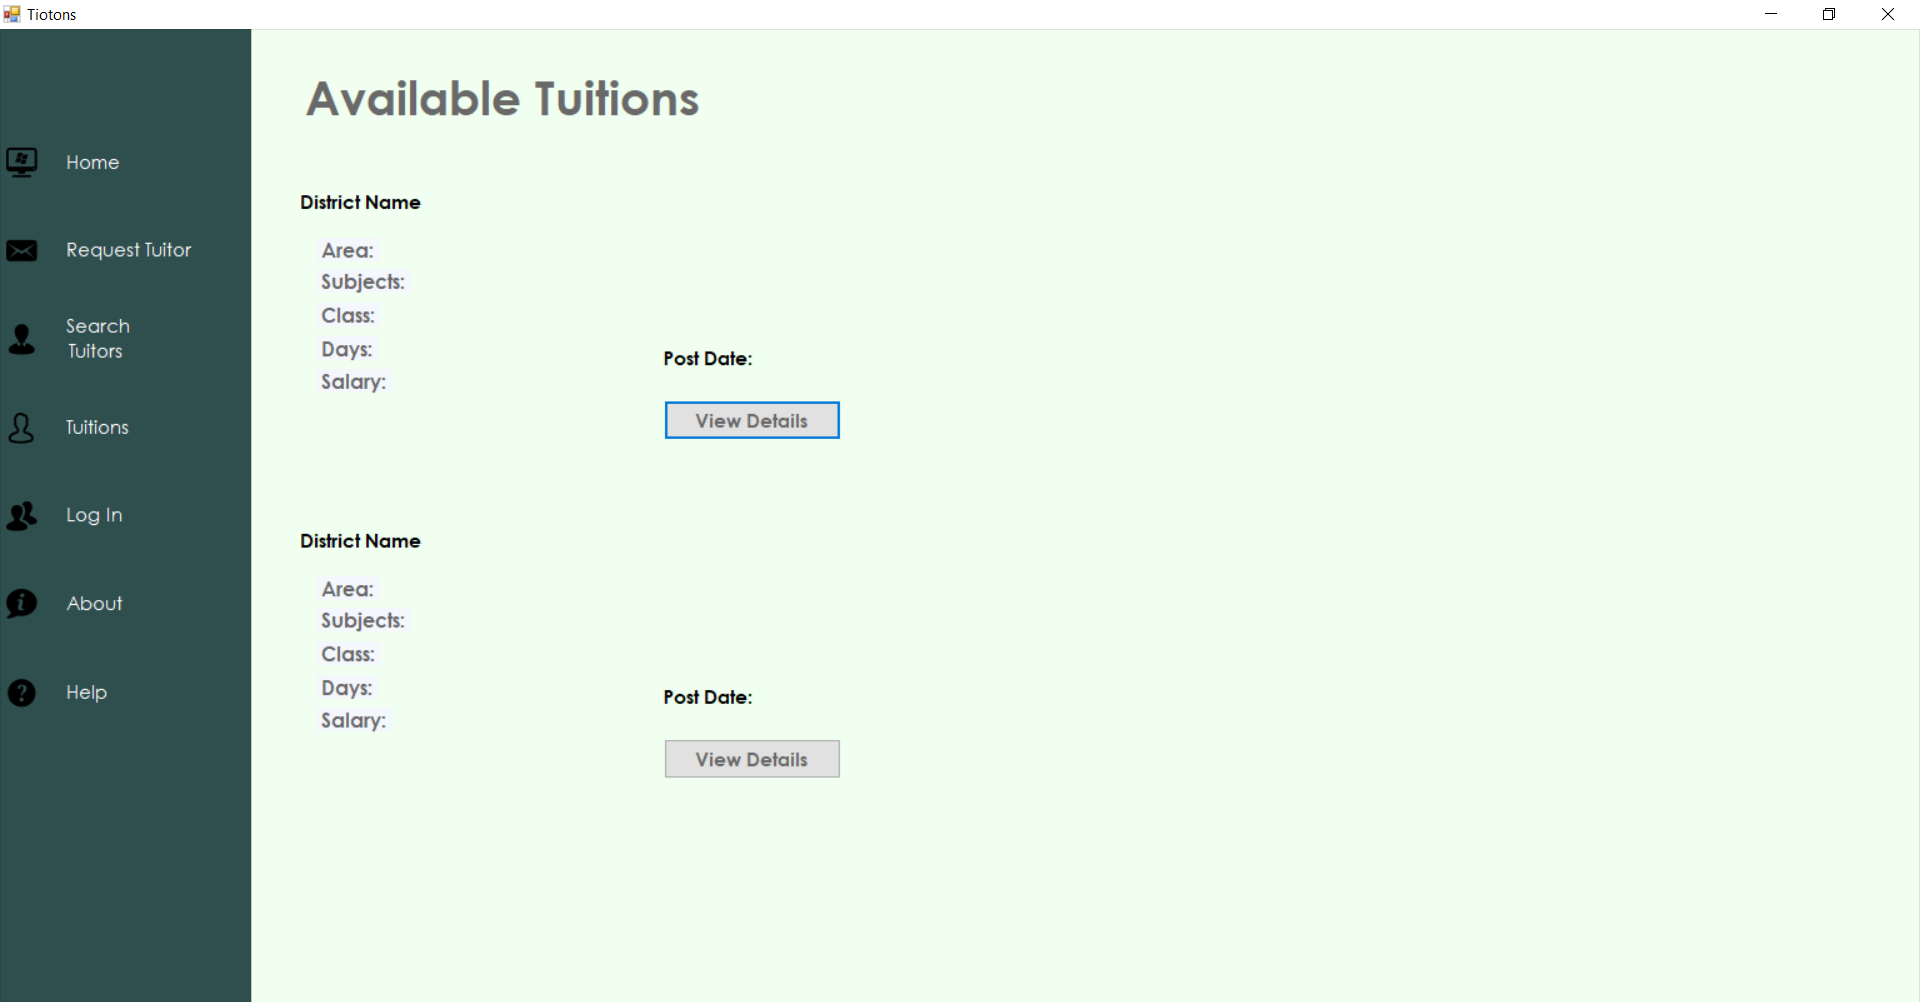 Tiotons
Home
Request Tuitor
Search
Tuitors
Tuitions
Log In
About
Help
Available Tuitions
District Name
Area:
Subjects:
Class:
Days:
Salary:
Post Date:
View Details
District Name
Area:
Subjects:
Class:
Days:
Salary:
Post Date:
View Details